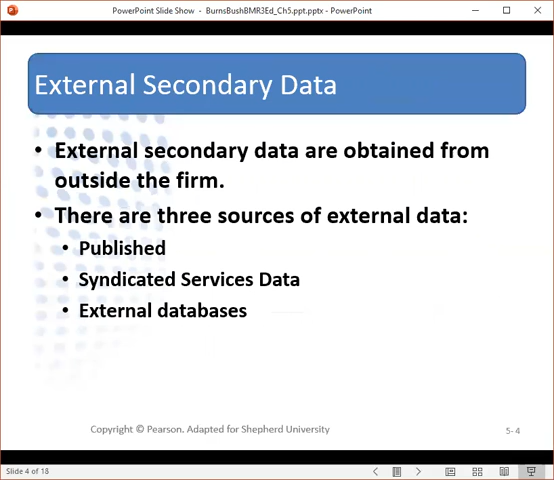 PowerPoint Slide Show - BurnsBushBMR3Ed_Ch5.ppt.pptx - PowerPoint
External Secondary Data
• External secondary data are obtained from
outside the firm.
• There are three sources of external data:
• Published
• Syndicated Services Data
• External databases
Copyright © Pearson. Adapted for Shepherd University
5- 4
Slide 4 of 18